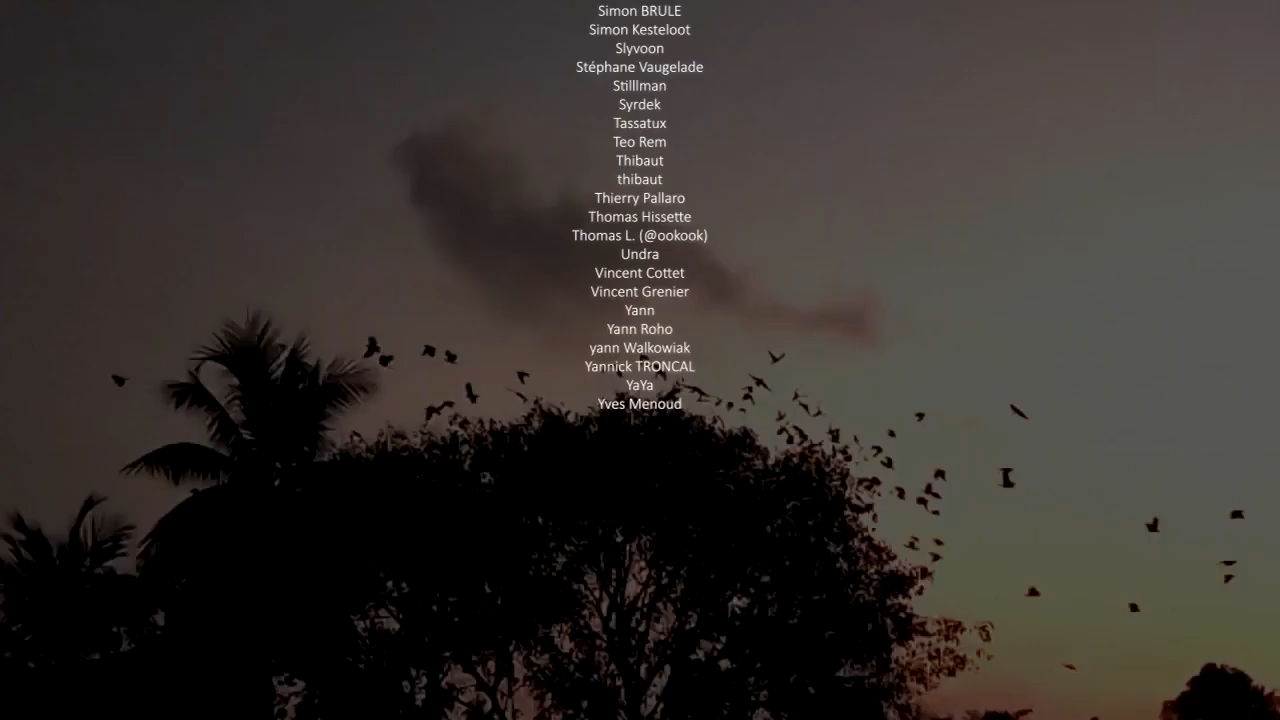 Simon BRULE
Simon Kesteloot
Slyvoon
Stéphane Vaugelade
Stilllman
Syrdek
Tassatux
Teo Rem
Thibaut
thibaut
Thierry Pallaro
Thomas Hissette
Thomas L. (@ookook)
Undra
Vincent Cottet
Vincent Grenier
Yann
Yann Roho
yann Walkowiak
Yannick TRONCAL
YaYa
Yves Menoud